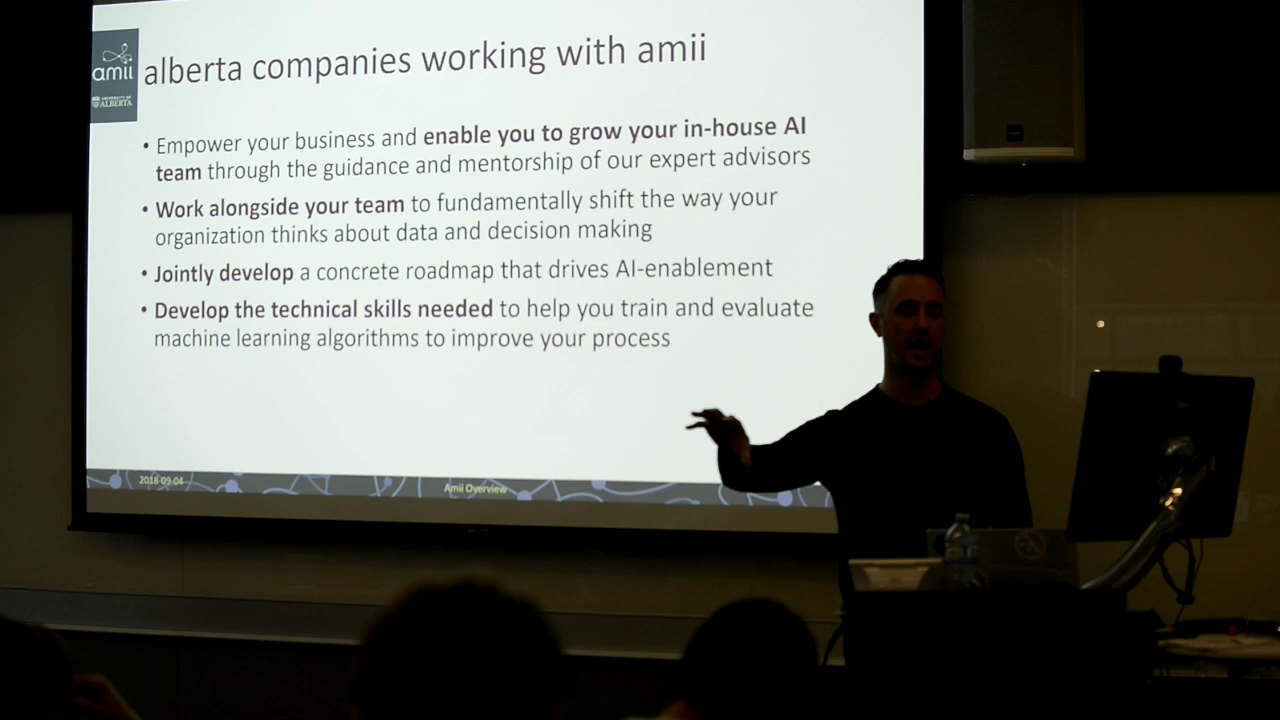 amii
UNIVERSITY OF
ALBERTA
alberta companies working with amii
• Empower your business and enable you to grow your in-house AI
team through the guidance and mentorship of our expert advisors
• Work alongside your team to fundamentally shift the way your
organization thinks about data and decision making
• Jointly develop a concrete roadmap that drives AI-enablement
• Develop the technical skills needed to help you train and evaluate
machine learning algorithms to improve your process
2018-09-04
Amii Overview